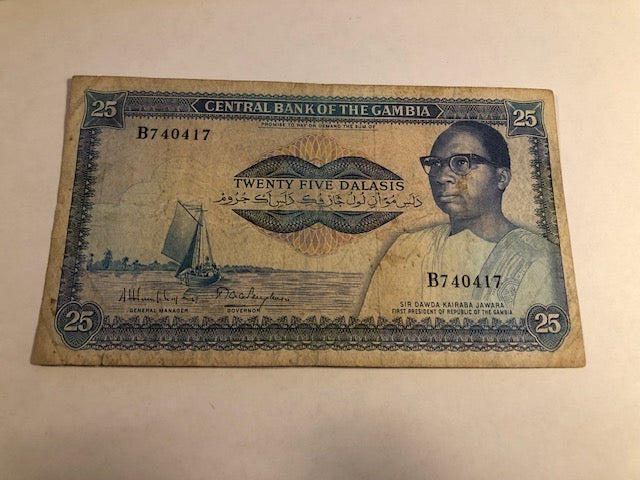 25 CENTRAL BANK OF THE GAMBIA 25
PROMISE TO PAY ON DEMAND THE SUM OF
B740417
TWENTY FIVE DALASIS
B740417
GENERAL MANAGER
GOVERNOR
SIR DAWDA KAIRABA JAWARA
FIRST PRESIDENT OF REPUBLIC OF THE GAMBIA
25 25